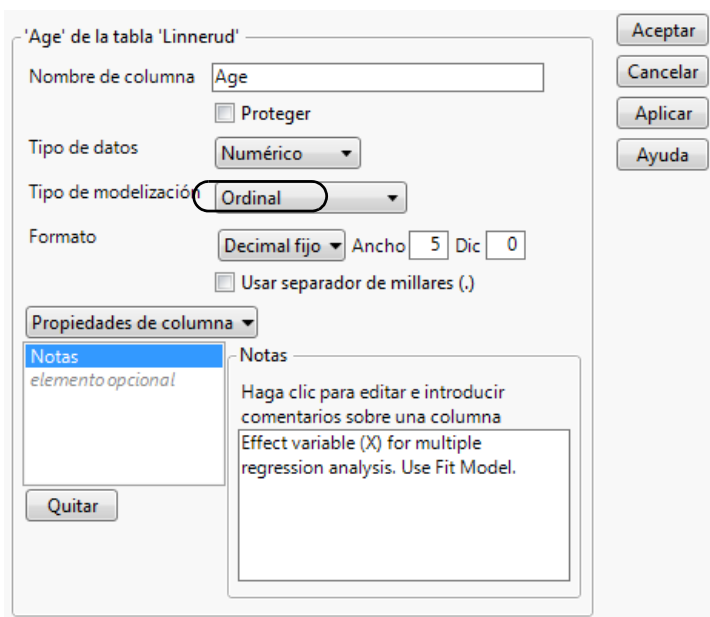 'Age' de la tabla 'Linnerud'
Aceptar
Nombre de columna Age
Cancelar
Proteger
Aplicar
Tipo de datos Numérico
Ayuda
Tipo de modelización Ordinal
Formato Decimal fijo Ancho 5 Dic 0
Usar separador de millares (.)
Propiedades de columna
Notas
elemento opcional
Quitar
Notas
Haga clic para editar e introducir
comentarios sobre una columna
Effect variable (X) for multiple
regression analysis. Use Fit Model.